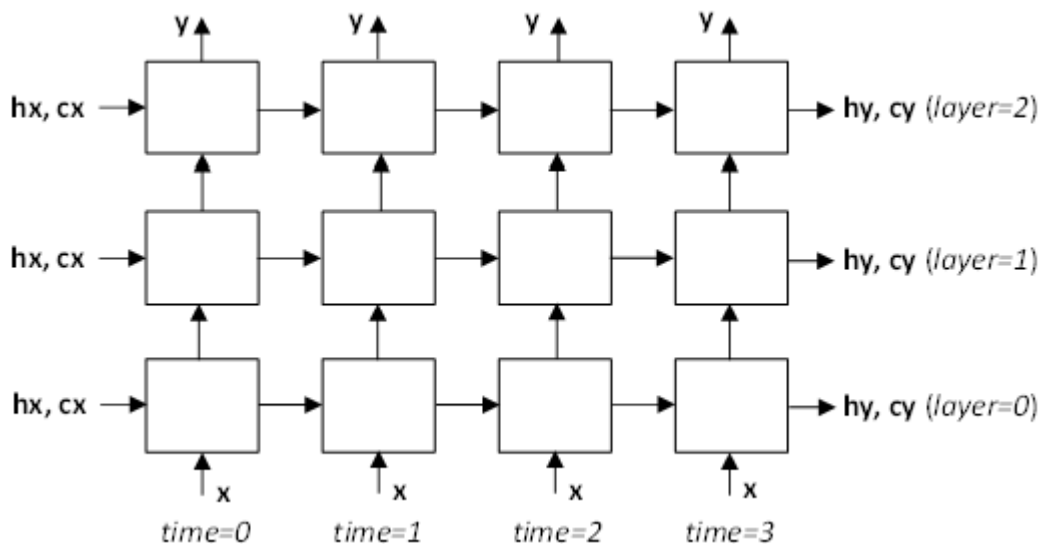 y y y y
hx, cx hy, cy (layer=2)
hx, cx hy, cy (layer=1)
hx, cx hy, cy (layer=0)
x x x x
time=0 time=1 time=2 time=3